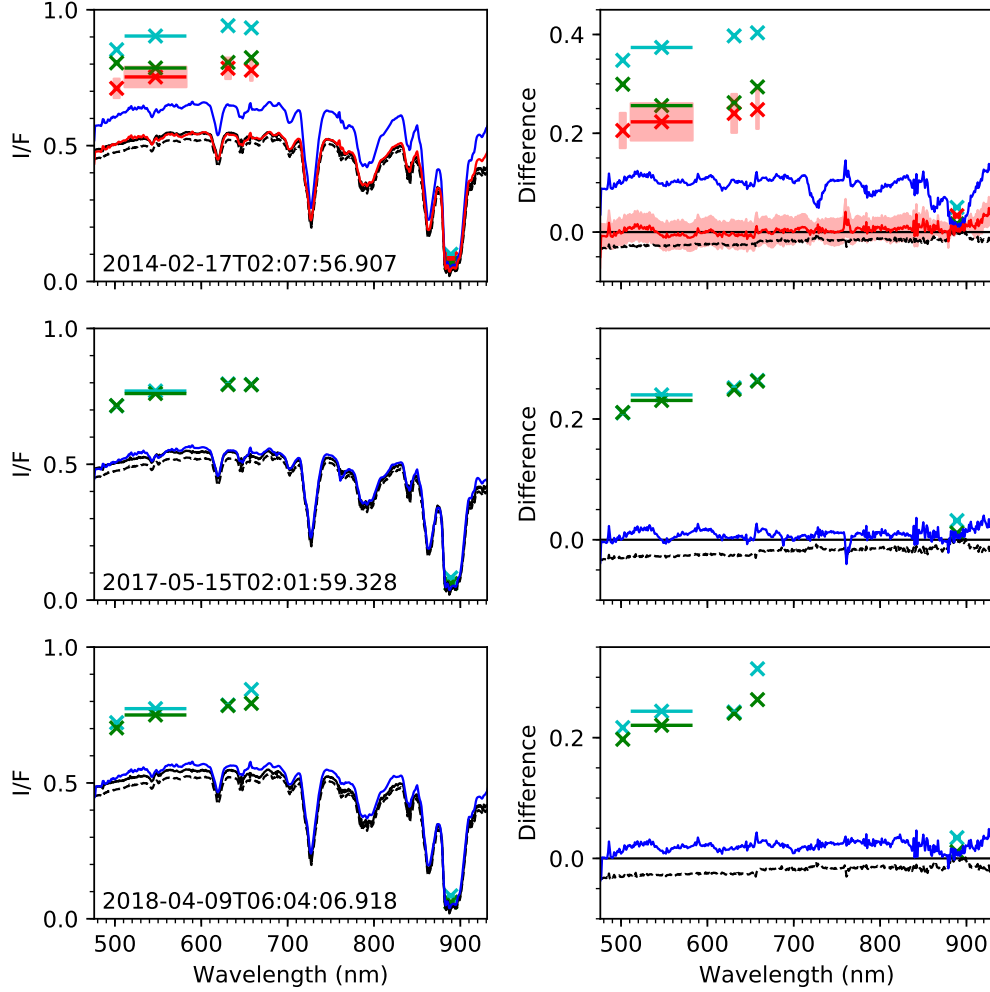 1.0
0.5
0.0
I/F
2014-02-17T02:07:56.907
0.4
0.2
0.0
Difference
1.0
0.5
0.0
I/F
2017-05-15T02:01:59.328
0.2
0.0
Difference
1.0
0.5
0.0
I/F
2018-04-09T06:04:06.918
500 600 700 800 900
Wavelength (nm)
0.2
0.0
Difference
500 600 700 800 900
Wavelength (nm)